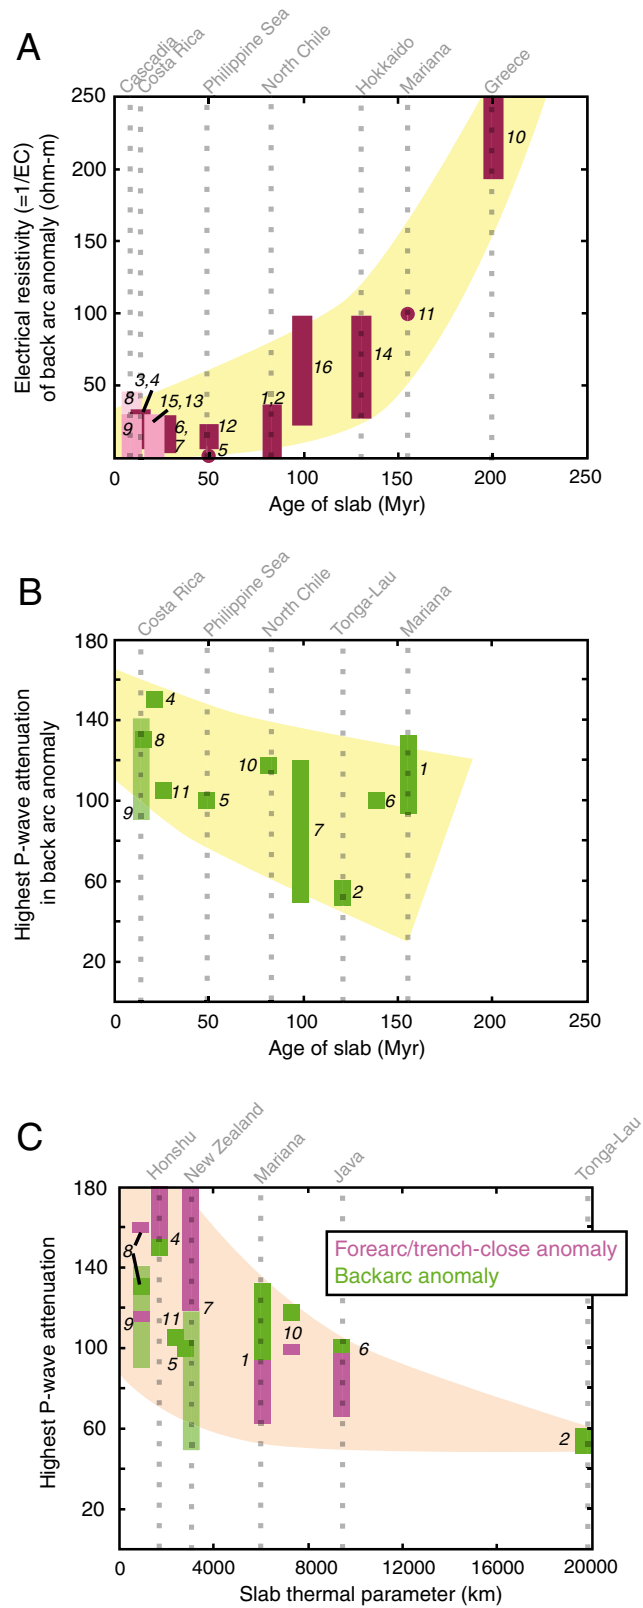 A
Cascadia
Costa Rica
Philippine Sea
North Chile
Hokkaido
Mariana
Greece
Electrical resistivity (=1/EC)
of back arc anomaly (ohm-m)
250
200
150
100
50
10
11
16
14
3,4
8
15,13
1,2
9
6,
7
12
5
0
50
100
150
200
250
Age of slab (Myr)
B
Costa Rica
Philippine Sea
North Chile
Tonga-Lau
Mariana
Highest P-wave attenuation
in back arc anomaly
180
140
100
60
20
4
8
10
1
11
5
6
9
7
2
0
50
100
150
200
250
Age of slab (Myr)
C
Honshu
New Zealand
Mariana
Java
Tonga-Lau
Highest P-wave attenuation
180
140
100
60
20
Forearc/trench-close anomaly
Backarc anomaly
8
4
7
9
11
5
1
10
6
2
0
4000
8000
12000
16000
20000
Slab thermal parameter (km)